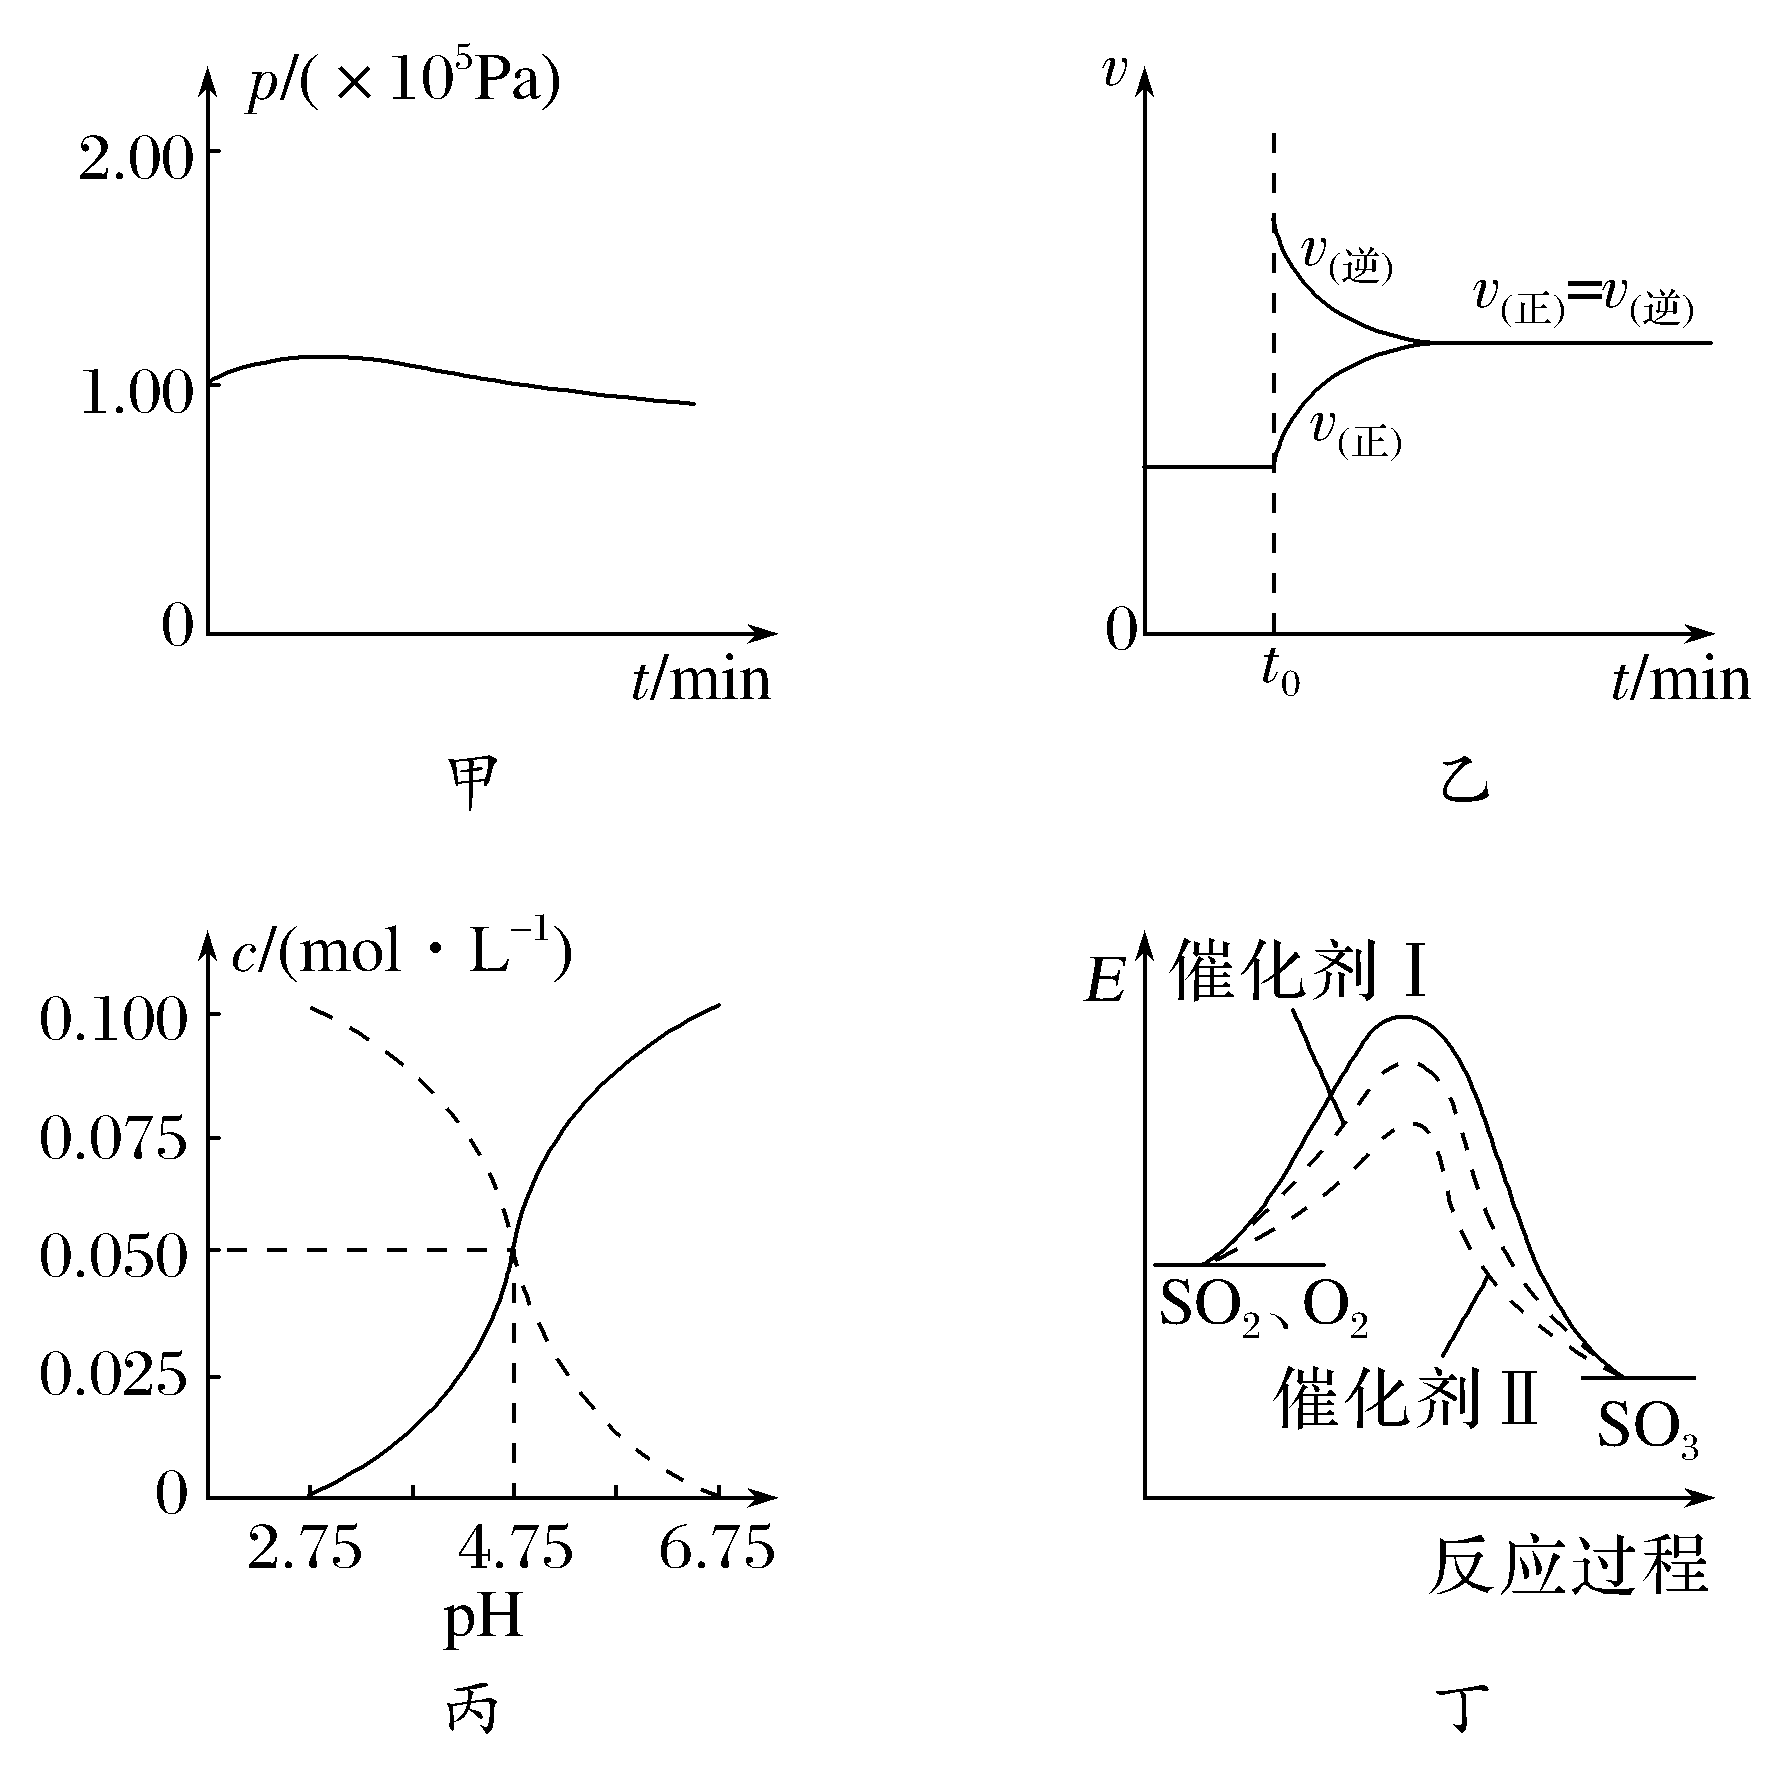 p/(×10⁵Pa)
2.00
1.00
0
t/min
甲
v
v(逆)
v(正)=v(逆)
v(正)
0
t₀
t/min
乙
c/(mol·L⁻¹)
0.100
0.075
0.050
0.025
0
2.75 4.75 6.75
pH
丙
E
催化剂Ⅰ
SO₂、O₂
催化剂Ⅱ
SO₃
反应过程
丁